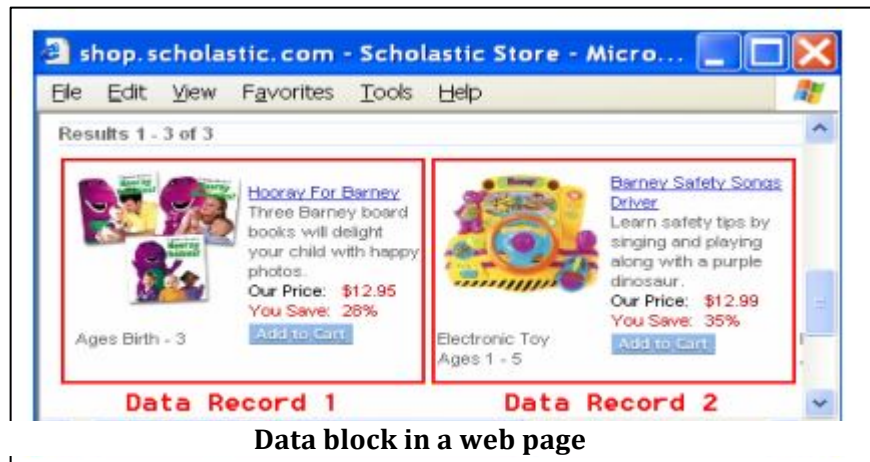 shop.scholastic.com - Scholastic Store - Micro...
File Edit View Favorites Tools Help
Results 1 - 3 of 3
Hooray For Barney
Three Barney board
books will delight
your child with happy
photos.
Our Price: $12.95
You Save: 28%
Add to Cart
Ages Birth - 3
Barney Safety Songs
Driver
Learn safety tips by
singing and playing
along with a purple
dinosaur.
Our Price: $12.99
You Save: 35%
Add to Cart
Electronic Toy
Ages 1 - 5
Data Record 1
Data Record 2
Data block in a web page